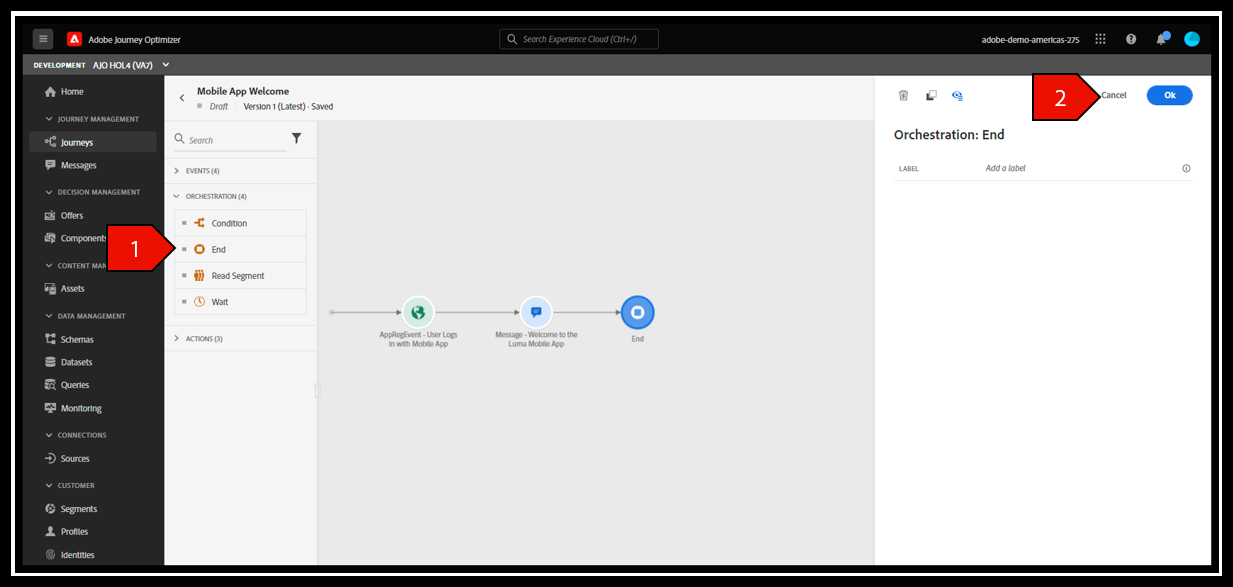 Adobe Journey Optimizer
Search Experience Cloud (Ctrl+/)
adobe-demo-americas-275
DEVELOPMENT AJO HOL4 (VA7)
Home
JOURNEY MANAGEMENT
Journeys
Messages
DECISION MANAGEMENT
Offers
Components
CONTENT MAN
Assets
DATA MANAGEMENT
Schemas
Datasets
Queries
Monitoring
CONNECTIONS
Sources
CUSTOMER
Segments
Profiles
Identities
Mobile App Welcome
Draft Version 1 (Latest) · Saved
Search
EVENTS (4)
ORCHESTRATION (4)
Condition
1
End
Read Segment
Wait
ACTIONS (3)
AppRegEvent - User Logs
in with Mobile App
Message - Welcome to the
Luma Mobile App
End
2
Cancel
Ok
Orchestration: End
LABEL Add a label